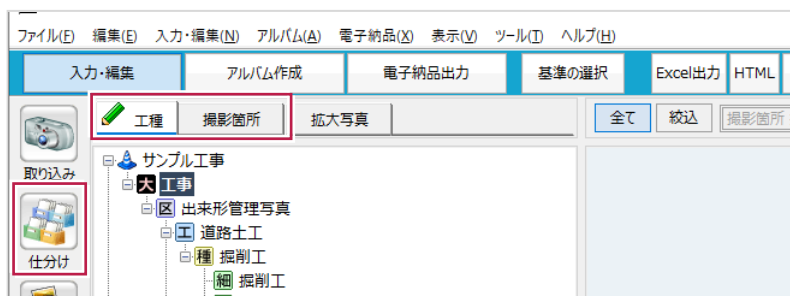 ファイル(F) 編集(E) 入力・編集(N) アルバム(A) 電子納品(X) 表示(V) ツール(T) ヘルプ(H)
入力・編集 アルバム作成 電子納品出力 基準の選択 Excel出力 HTML
工種 撮影箇所 拡大写真 全て 絞込 撮影箇所
取り込み
サンプル工事
大 工事
区 出来形管理写真
工 道路土工
仕分け
種 掘削工
細 掘削工